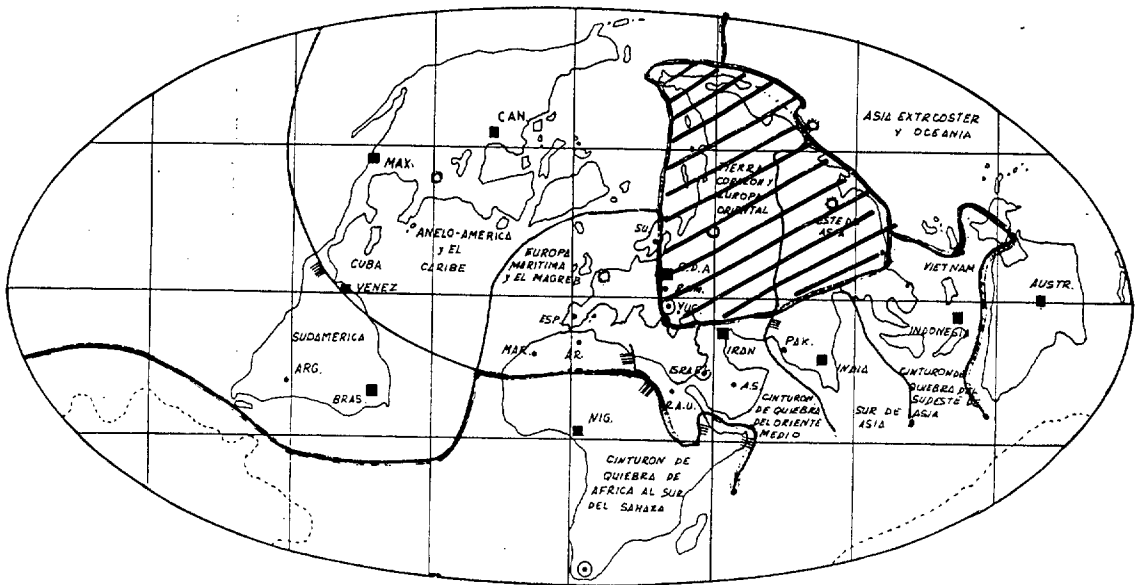 CAN.
ASIA EXTRCOSTER
Y OCEANIA
MAX.
TIERRA
CORAZON Y
EUROPA
ORIENTAL
ESTE DE
ASIA
ANELO-AMERICA
Y EL
CARIBE
SU.
EUROPA
MARITIMA
Y EL MAGREB
CUBA
VENEZ
R.D.A
RUM.
YUG.
VIETNAM
AUSTR.
ESP.
SUDAMERICA
MAR.
AR.
IRAN
PAK.
INDIA
INDONESIA
ISRAEL
ARG.
BRAS.
A.S.
R.A.U.
NIG.
CINTURON
DE QUIEBRA
DEL ORIENTE
MEDIO
SUR DE
ASIA
CINTURON DE
QUIEBRA DEL
SUDESTE DE
ASIA
CINTURON DE
QUIEBRA DE
AFRICA AL SUR
DEL SAHARA